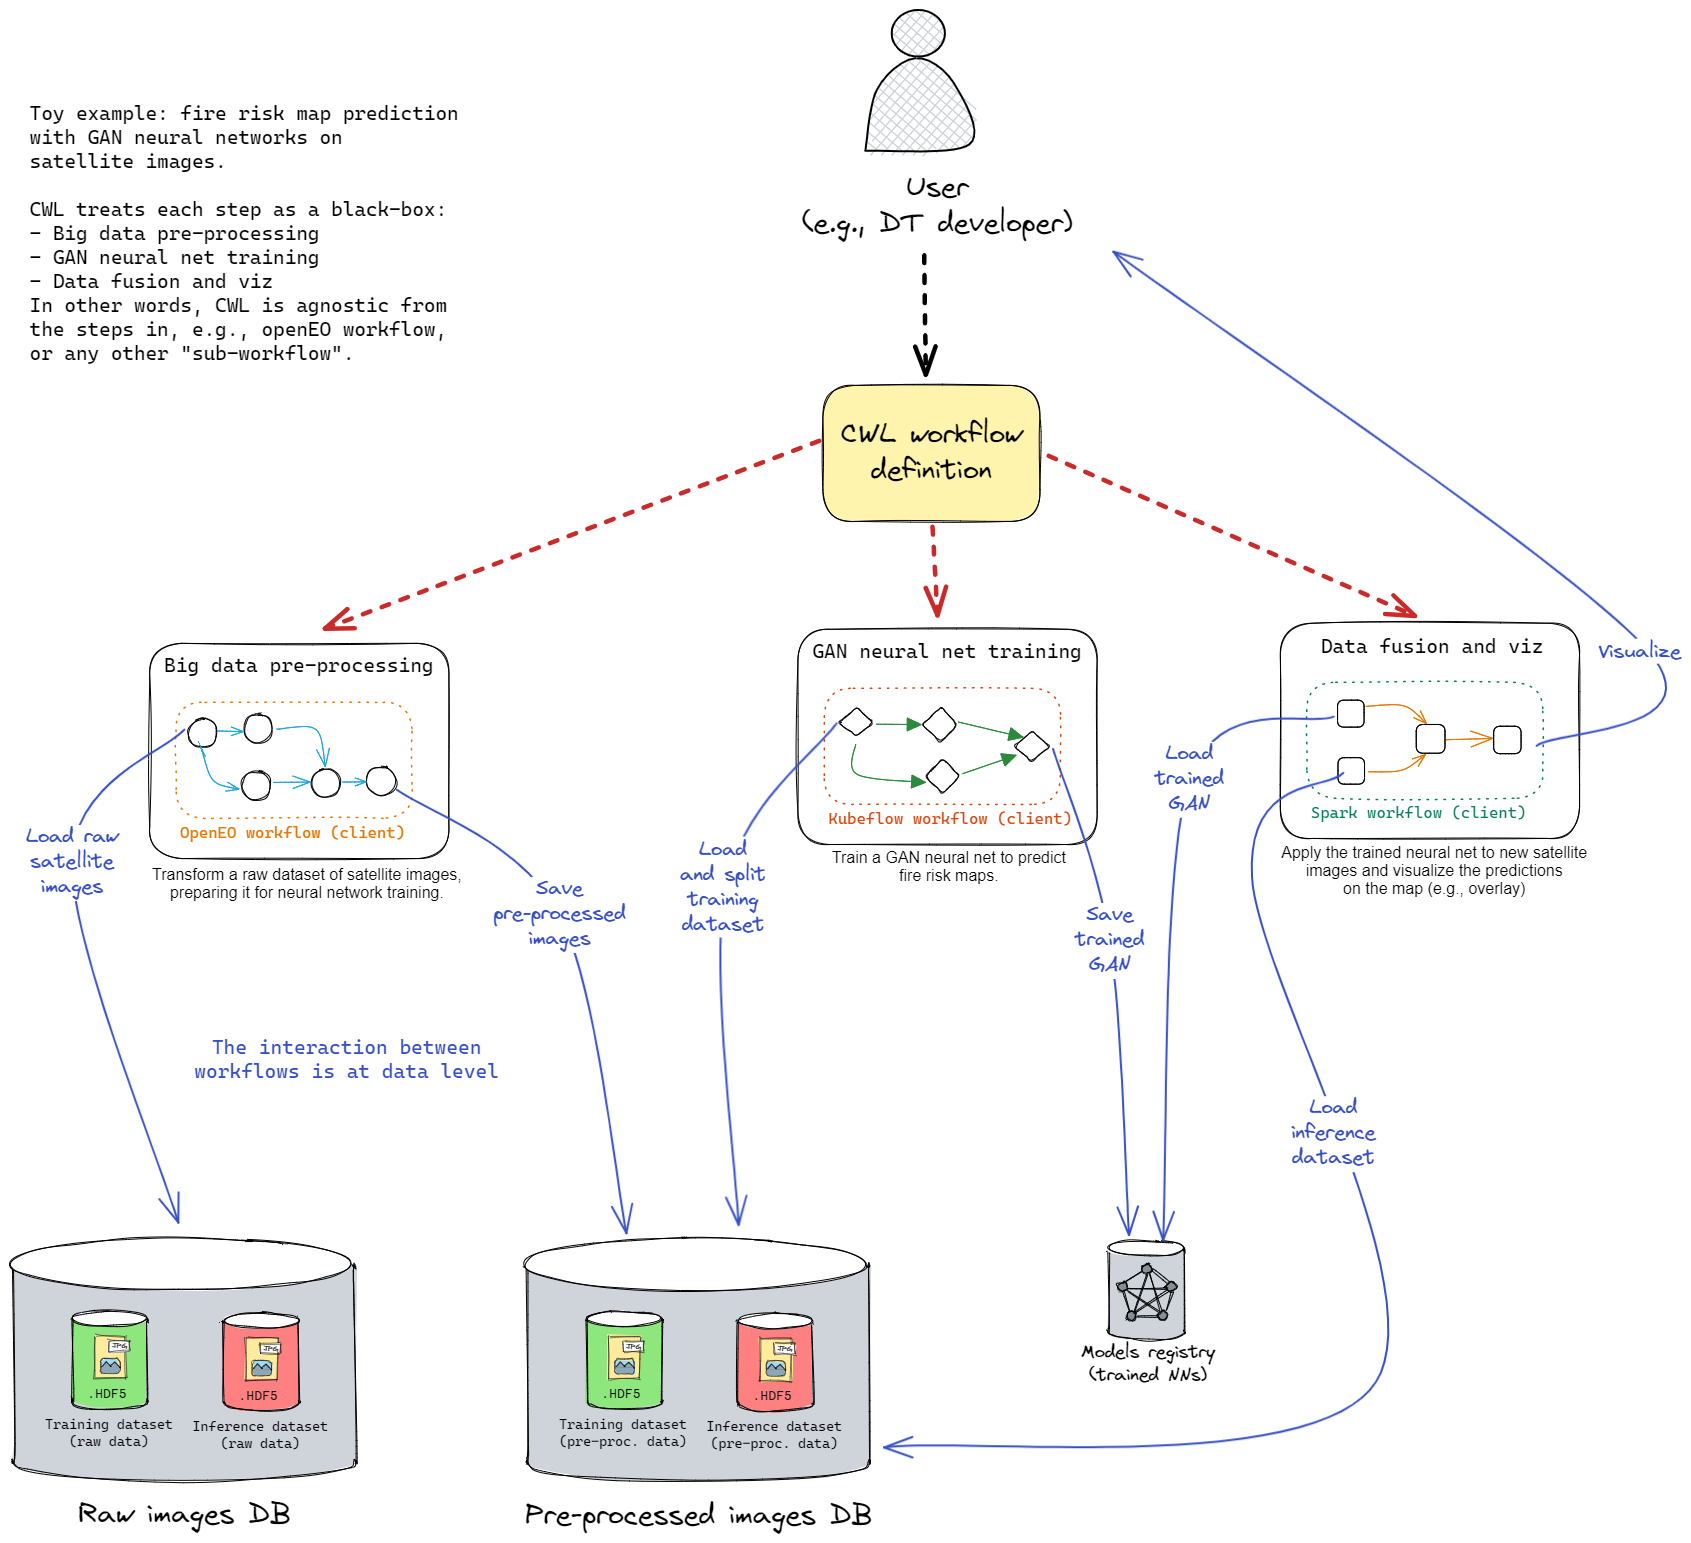 Toy example: fire risk map prediction
with GAN neural networks on
satellite images.
CWL treats each step as a black-box:
- Big data pre-processing
- GAN neural net training
- Data fusion and viz
In other words, CWL is agnostic from
the steps in, e.g., openEO workflow,
or any other "sub-workflow".
User
(e.g., DT developer)
CWL workflow
definition
Big data pre-processing
OpenEO workflow (client)
Transform a raw dataset of satellite images,
preparing it for neural network training.
GAN neural net training
Kubeflow workflow (client)
Train a GAN neural net to predict
fire risk maps.
Data fusion and viz
Spark workflow (client)
Apply the trained neural net to new satellite
images and visualize the predictions
on the map (e.g., overlay)
Visualize
Load raw
satellite
images
Save
pre-processed
images
Load
and split
training
dataset
Save
trained
GAN
Load
trained
GAN
Load
inference
dataset
The interaction between
workflows is at data level
JPG
.HDF5
Training dataset
(raw data)
JPG
.HDF5
Inference dataset
(raw data)
Raw images DB
JPG
.HDF5
Training dataset
(pre-proc. data)
JPG
.HDF5
Inference dataset
(pre-proc. data)
Pre-processed images DB
Models registry
(trained NNs)